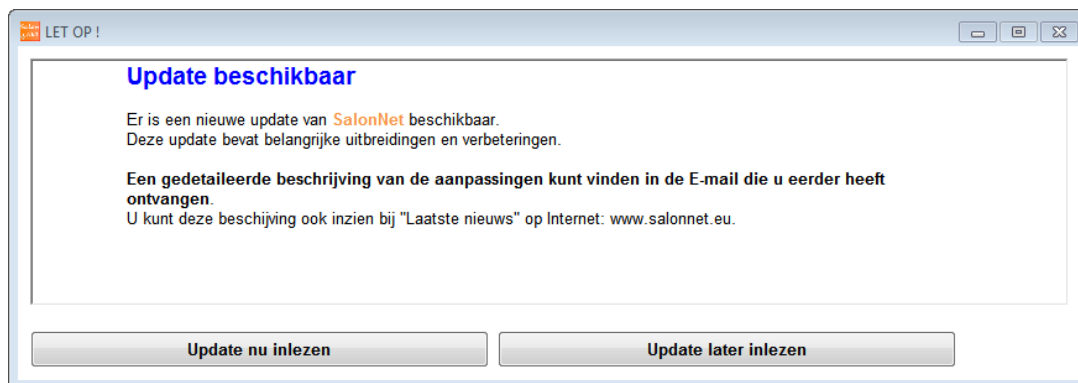 LET OP !
Update beschikbaar
Er is een nieuwe update van SalonNet beschikbaar.
Deze update bevat belangrijke uitbreidingen en verbeteringen.
Een gedetaileerde beschrijving van de aanpassingen kunt vinden in de E-mail die u eerder heeft
ontvangen.
U kunt deze beschijving ook inzien bij "Laatste nieuws" op Internet: www.salonnet.eu.
Update nu inlezen
Update later inlezen